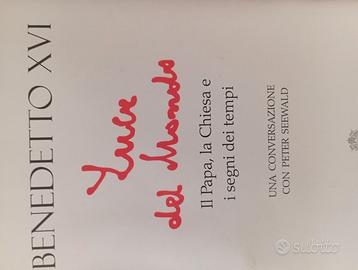 BENEDETTO XVI
Luce
del Mondo
Il Papa, la Chiesa e
i segni dei tempi
UNA CONVERSAZIONE
CON PETER SEEWALD
subito